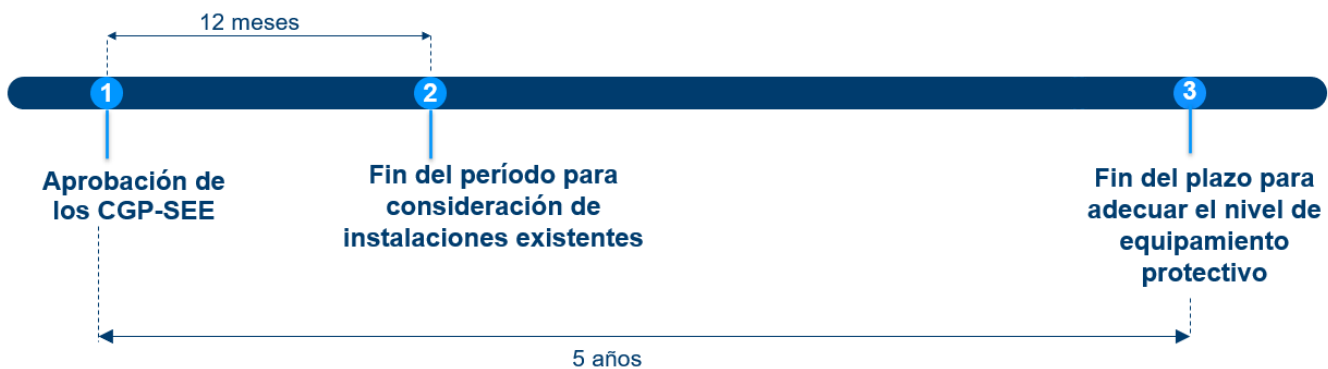 12 meses
1
2
3
Aprobación de
los CGP-SEE
Fin del período para
consideración de
instalaciones existentes
Fin del plazo para
adecuar el nivel de
equipamiento
protectivo
5 años